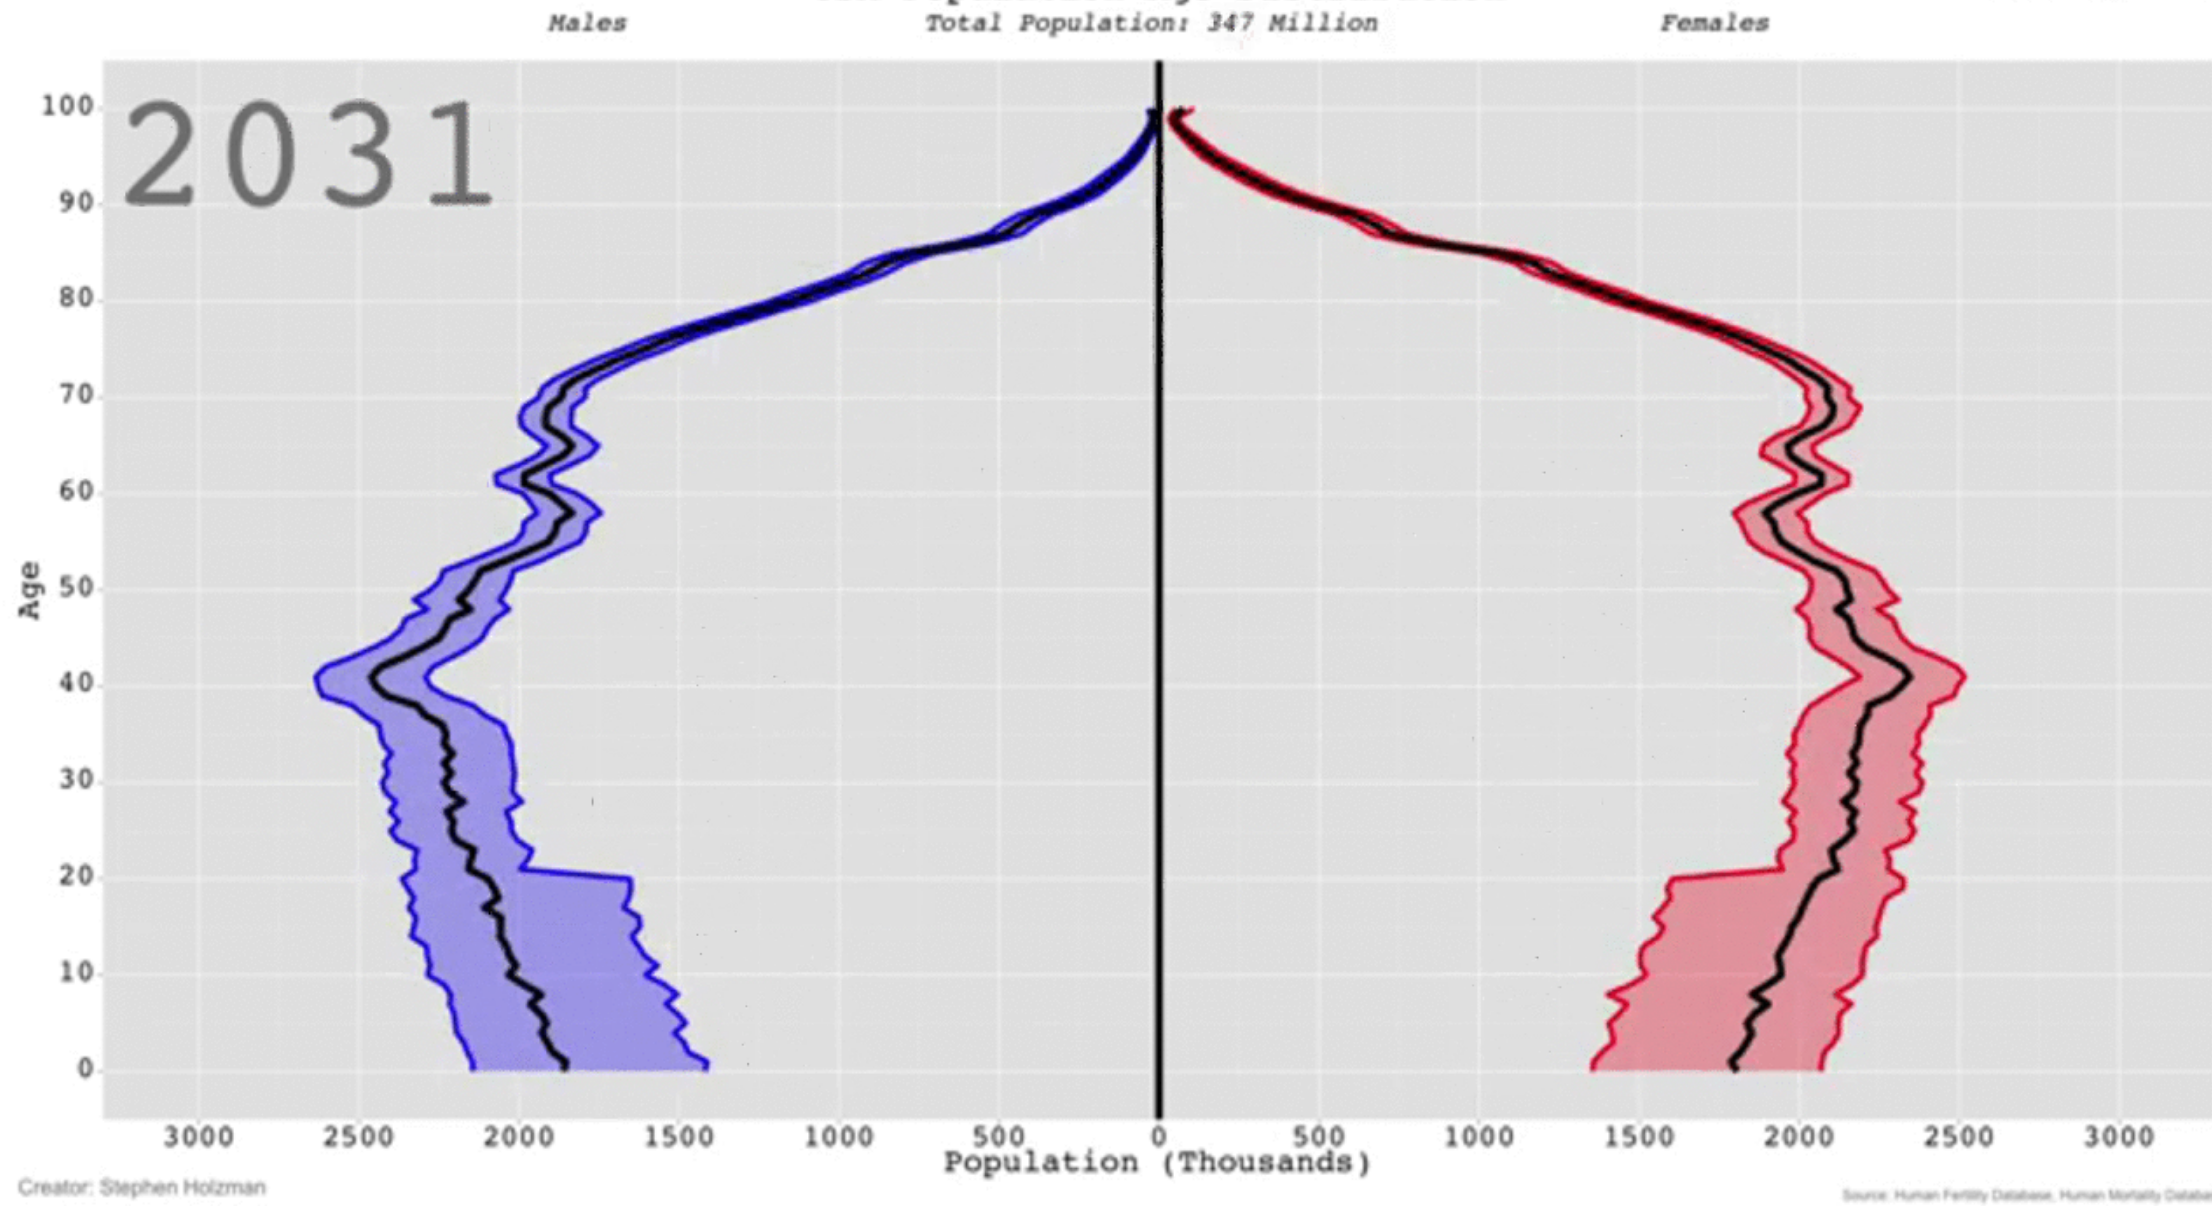 Males Total Population: 347 Million Females
2031
100
90
80
70
60
50
40
30
20
10
0
Age
3000 2500 2000 1500 1000 500 0 500 1000 1500 2000 2500 3000
Population (Thousands)
Creator: Stephen Holzman
Source: Human Fertility Database, Human Mortality